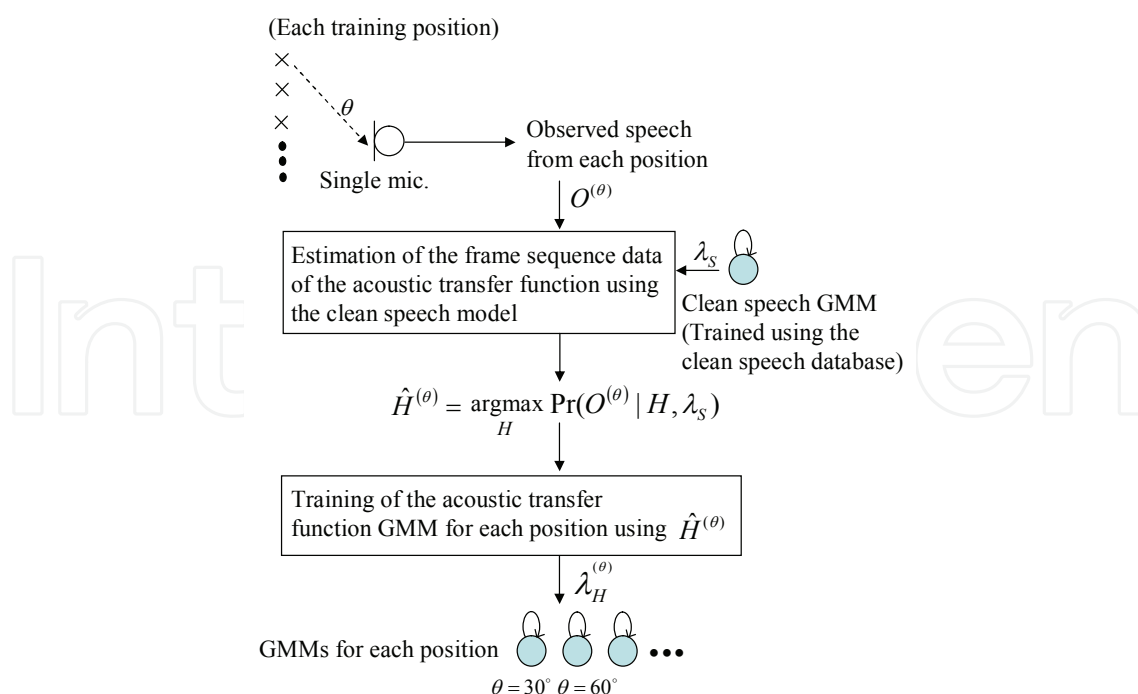 (Each training position)
θ
Single mic.
Observed speech
from each position
O^(θ)
Estimation of the frame sequence data
of the acoustic transfer function using
the clean speech model
λ_S
Clean speech GMM
(Trained using the
clean speech database)
Ĥ^(θ) = argmax_H Pr(O^(θ) | H, λ_S)
Training of the acoustic transfer
function GMM for each position using Ĥ^(θ)
λ_H^(θ)
GMMs for each position
θ = 30° θ = 60°
Int en